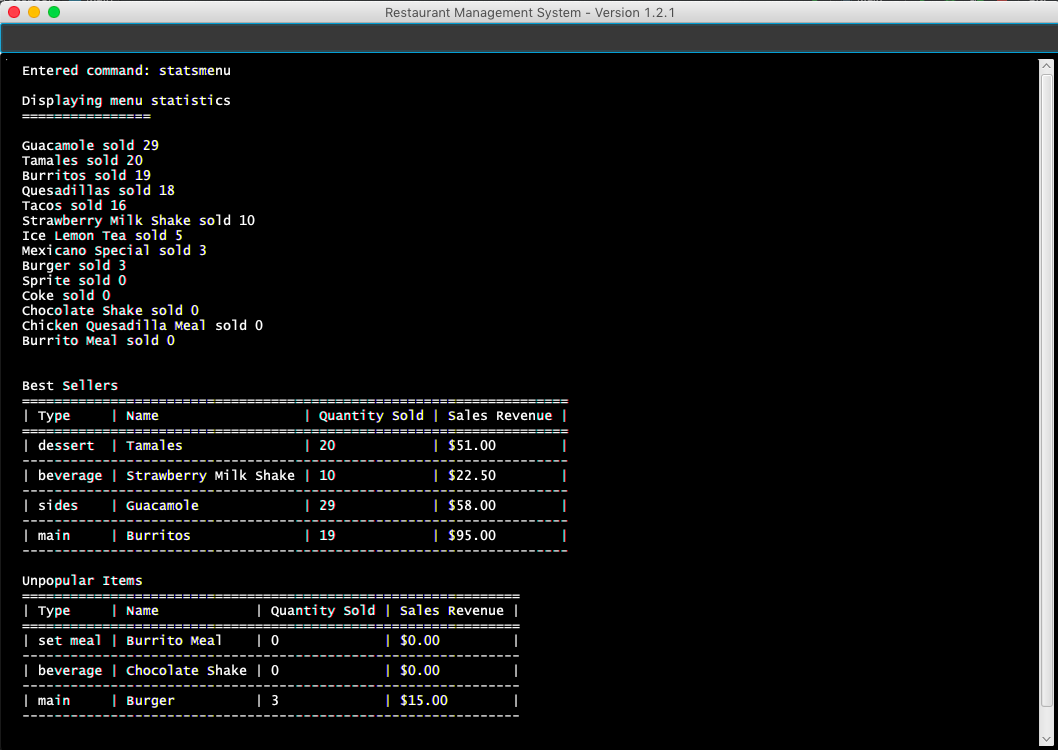 Restaurant Management System - Version 1.2.1
Entered command: statsmenu
Displaying menu statistics
================
Guacamole sold 29
Tamales sold 20
Burritos sold 19
Quesadillas sold 18
Tacos sold 16
Strawberry Milk Shake sold 10
Ice Lemon Tea sold 5
Mexicano Special sold 3
Burger sold 3
Sprite sold 0
Coke sold 0
Chocolate Shake sold 0
Chicken Quesadilla Meal sold 0
Burrito Meal sold 0
Best Sellers
====================================================================
| Type     | Name                  | Quantity Sold | Sales Revenue |
====================================================================
| dessert  | Tamales               | 20            | $51.00        |
--------------------------------------------------------------------
| beverage | Strawberry Milk Shake | 10            | $22.50        |
--------------------------------------------------------------------
| sides    | Guacamole             | 29            | $58.00        |
--------------------------------------------------------------------
| main     | Burritos              | 19            | $95.00        |
--------------------------------------------------------------------
Unpopular Items
==============================================================
| Type     | Name            | Quantity Sold | Sales Revenue |
==============================================================
| set meal | Burrito Meal    | 0             | $0.00         |
--------------------------------------------------------------
| beverage | Chocolate Shake | 0             | $0.00         |
--------------------------------------------------------------
| main     | Burger          | 3             | $15.00        |
--------------------------------------------------------------